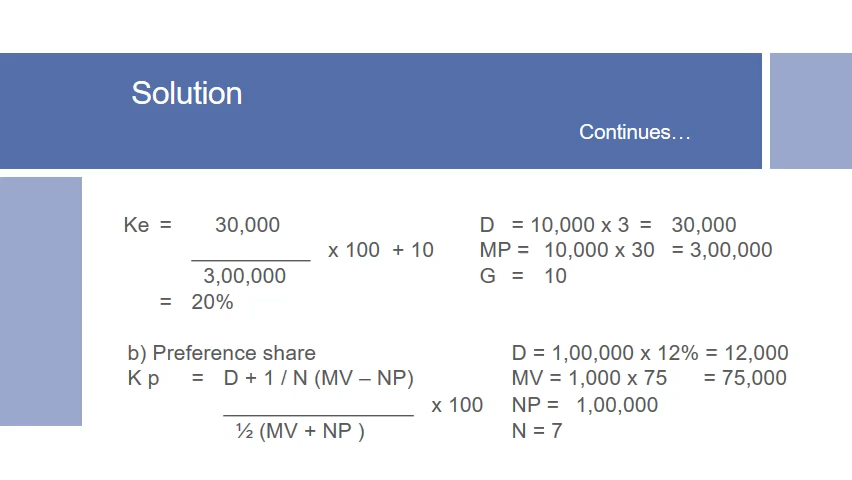 Solution
Continues…
Ke = 30,000 D = 10,000 x 3 = 30,000
x 100 + 10 MP = 10,000 x 30 = 3,00,000
3,00,000 G = 10
= 20%
b) Preference share D = 1,00,000 x 12% = 12,000
K p = D + 1 / N (MV – NP) MV = 1,000 x 75 = 75,000
x 100 NP = 1,00,000
½ (MV + NP ) N = 7